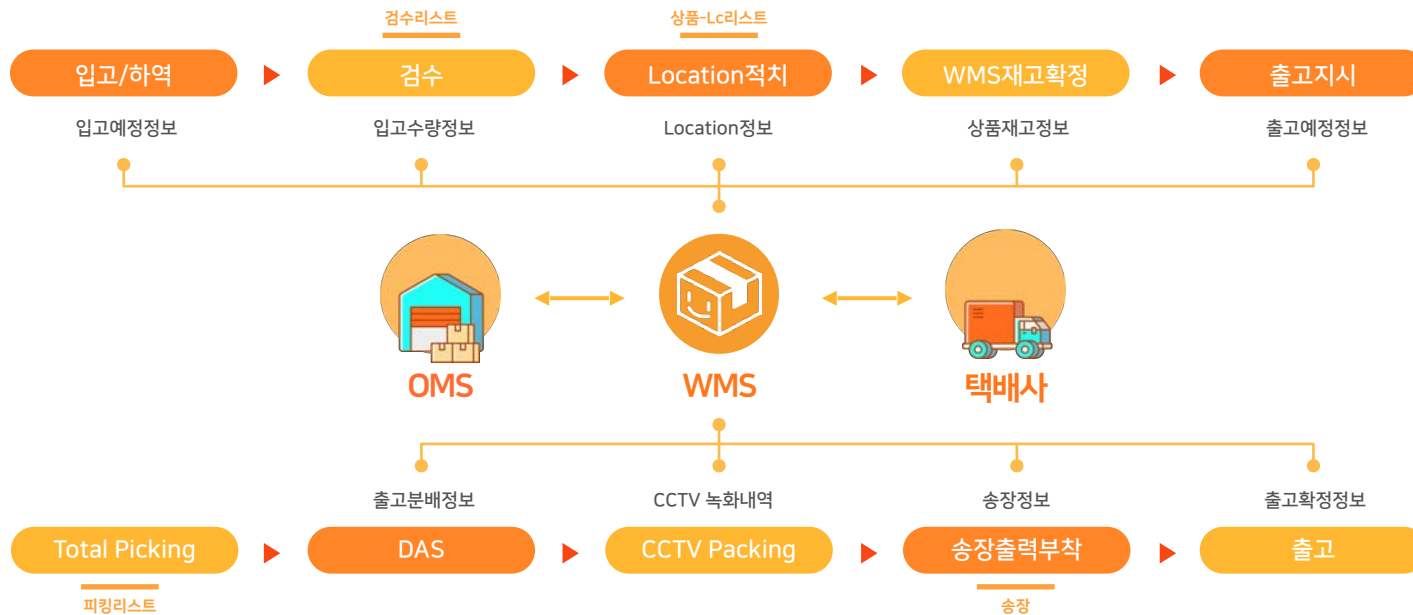 검수리스트
상품-Lc리스트
입고/하역
검수
Location적치
WMS재고확정
출고지시
입고예정정보
입고수량정보
Location정보
상품재고정보
출고예정정보
OMS
WMS
택배사
출고분배정보
CCTV 녹화내역
송장정보
출고확정정보
Total Picking
DAS
CCTV Packing
송장출력부착
출고
피킹리스트
송장